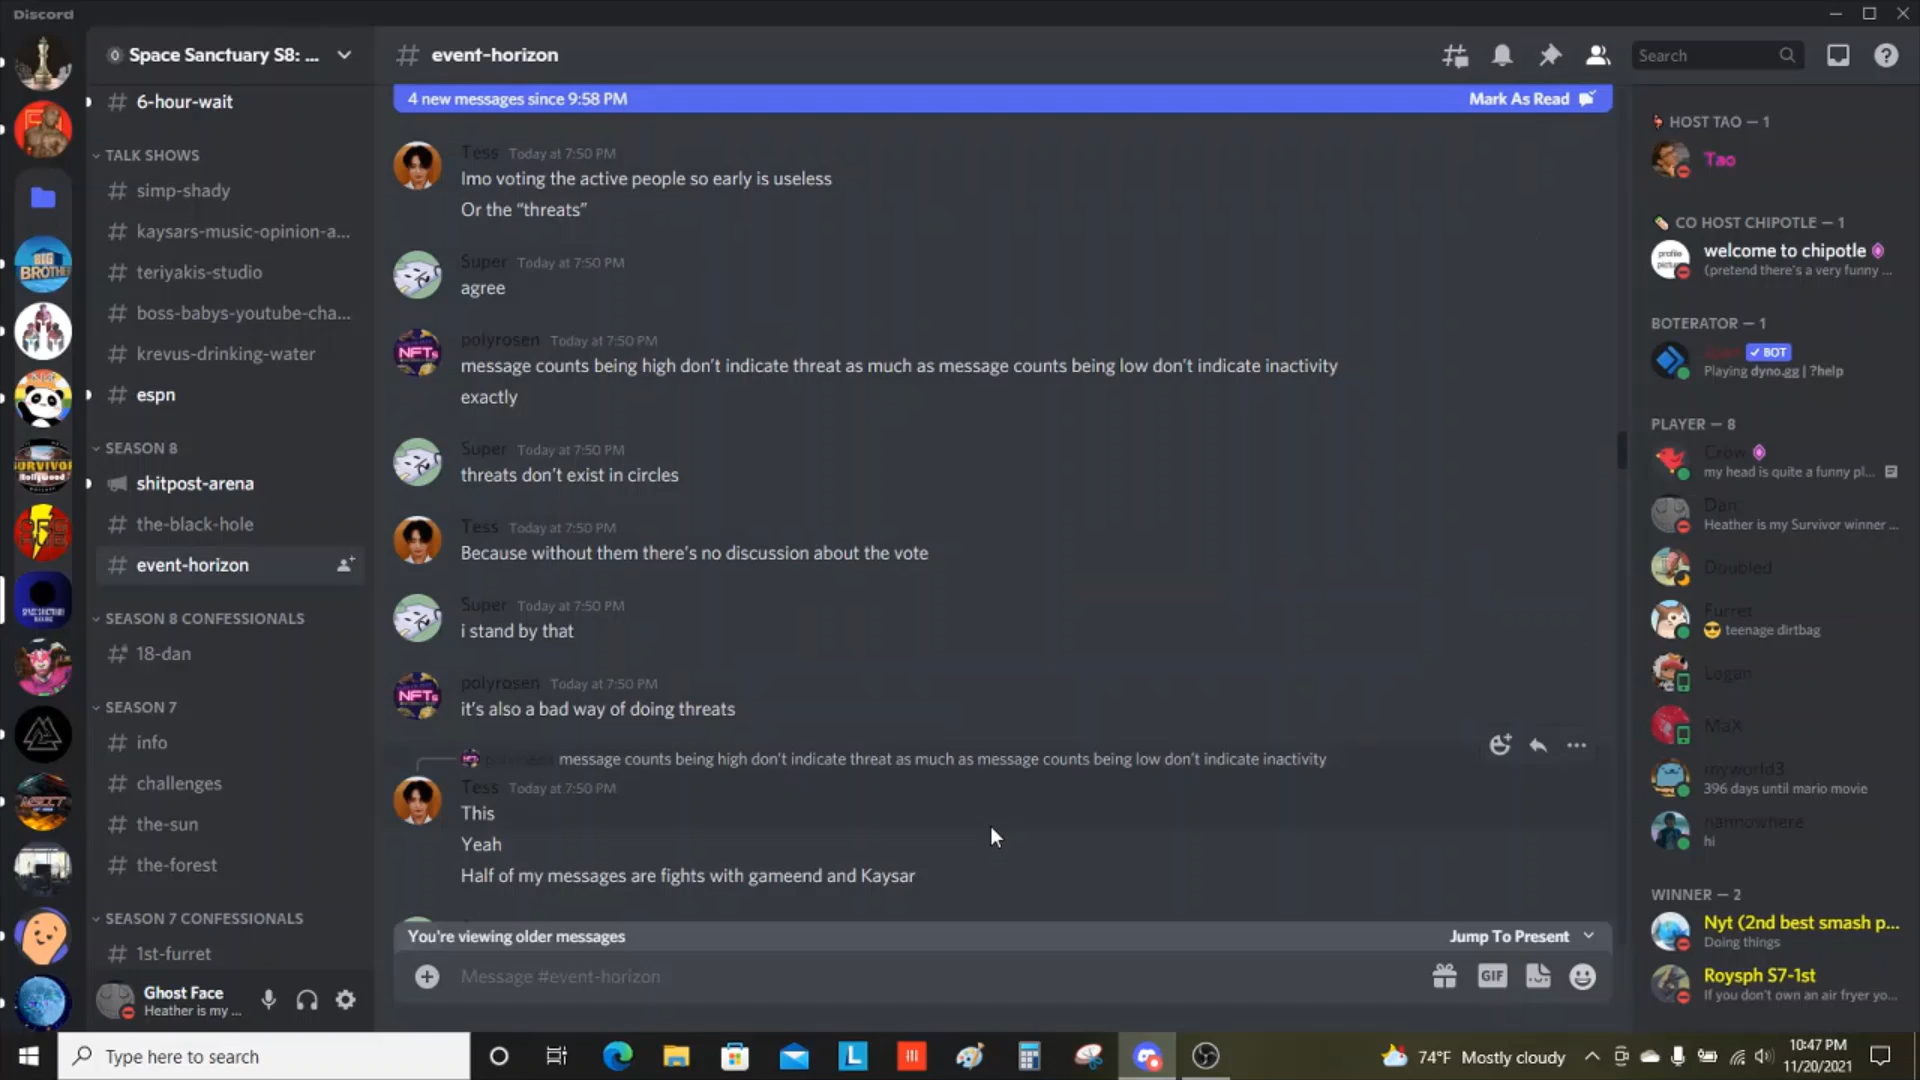 Discord
Space Sanctuary S8: ...
6-hour-wait
TALK SHOWS
simp-shady
kaysars-music-opinion-a...
teriyakis-studio
boss-babys-youtube-cha...
krevus-drinking-water
espn
SEASON 8
shitpost-arena
the-black-hole
event-horizon
SEASON 8 CONFESSIONALS
18-dan
SEASON 7
info
challenges
the-sun
the-forest
SEASON 7 CONFESSIONALS
1st-furret
Ghost Face
Heather is my ...
# event-horizon
Search
4 new messages since 9:58 PM
Mark As Read
Tess Today at 7:50 PM
Imo voting the active people so early is useless
Or the “threats”
Super Today at 7:50 PM
agree
polyrosen Today at 7:50 PM
message counts being high don’t indicate threat as much as message counts being low don’t indicate inactivity
exactly
Super Today at 7:50 PM
threats don’t exist in circles
Tess Today at 7:50 PM
Because without them there’s no discussion about the vote
Super Today at 7:50 PM
i stand by that
polyrosen Today at 7:50 PM
it’s also a bad way of doing threats
message counts being high don’t indicate threat as much as message counts being low don’t indicate inactivity
Tess Today at 7:50 PM
This
Yeah
Half of my messages are fights with gameend and Kaysar
You're viewing older messages
Jump To Present
Message #event-horizon
GIF
HOST TAO — 1
Tao
CO HOST CHIPOTLE — 1
welcome to chipotle
(pretend there's a very funny ...
BOTERATOR — 1
BOT
Playing dyno.gg | ?help
PLAYER — 8
Crow
my head is quite a funny pl...
Dan
Heather is my Survivor winner ...
Doubled
Furret
teenage dirtbag
Logan
MaX
myworld3
396 days until mario movie
nannowhere
hi
WINNER — 2
Nyt (2nd best smash p...
Doing things
Roysph S7-1st
If you don't own an air fryer yo...
BIG BROTHE
NFTs
profile
Type here to search
74°F Mostly cloudy
10:47 PM
11/20/2021